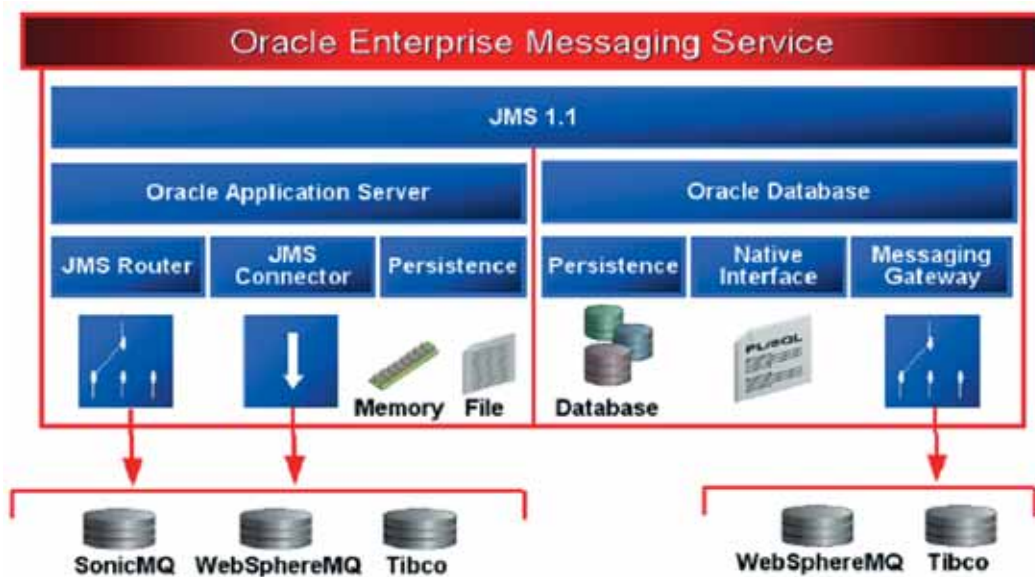 Oracle Enterprise Messaging Service
JMS 1.1
Oracle Application Server
Oracle Database
JMS Router
JMS
Connector
Persistence
Persistence
Native
Interface
Messaging
Gateway
PL/SQL
Memory
File
Database
SonicMQ
WebSphereMQ
Tibco
WebSphereMQ
Tibco